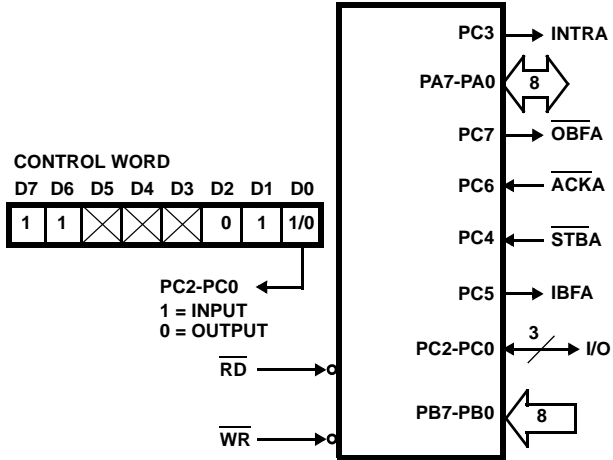 PC3 INTRA
PA7-PA0 8
PC7 OBFA
CONTROL WORD
D7 D6 D5 D4 D3 D2 D1 D0
1 1 0 1 1/0
PC6 ACKA
PC4 STBA
PC2-PC0
1 = INPUT
0 = OUTPUT
PC5 IBFA
PC2-PC0 3 I/O
RD
PB7-PB0 8
WR